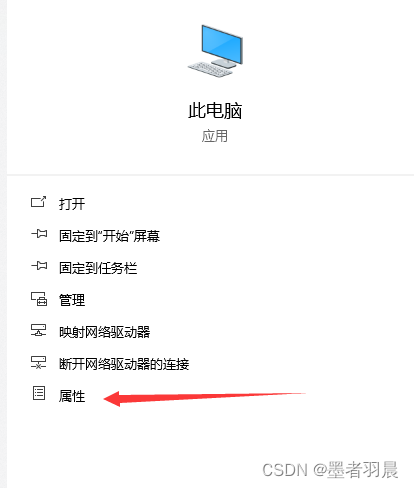 此电脑
应用
打开
固定到"开始"屏幕
固定到任务栏
管理
映射网络驱动器
断开网络驱动器的连接
属性
CSDN @墨者羽晨